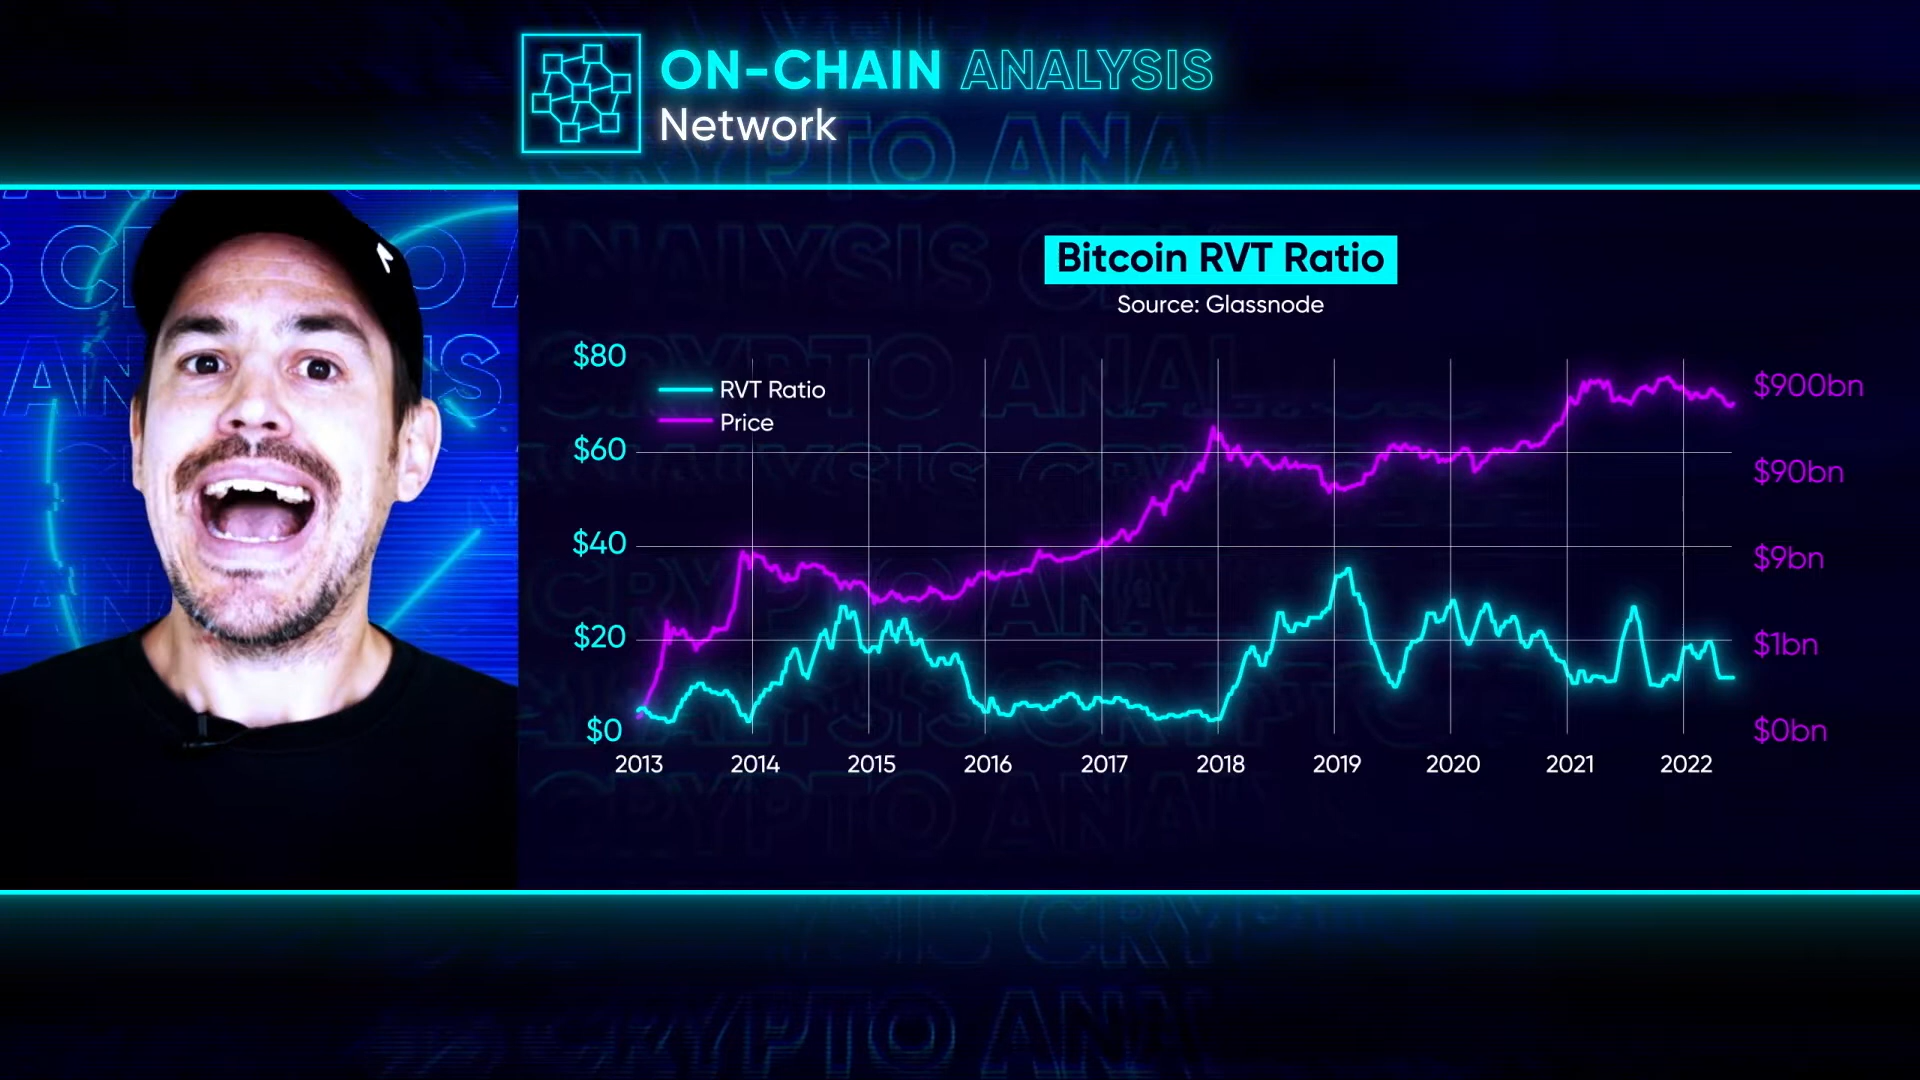 ON-CHAIN ANALYSIS
Network
Bitcoin RVT Ratio
Source: Glassnode
RVT Ratio
Price
$80
$60
$40
$20
$0
$900bn
$90bn
$9bn
$1bn
$0bn
2013 2014 2015 2016 2017 2018 2019 2020 2021 2022